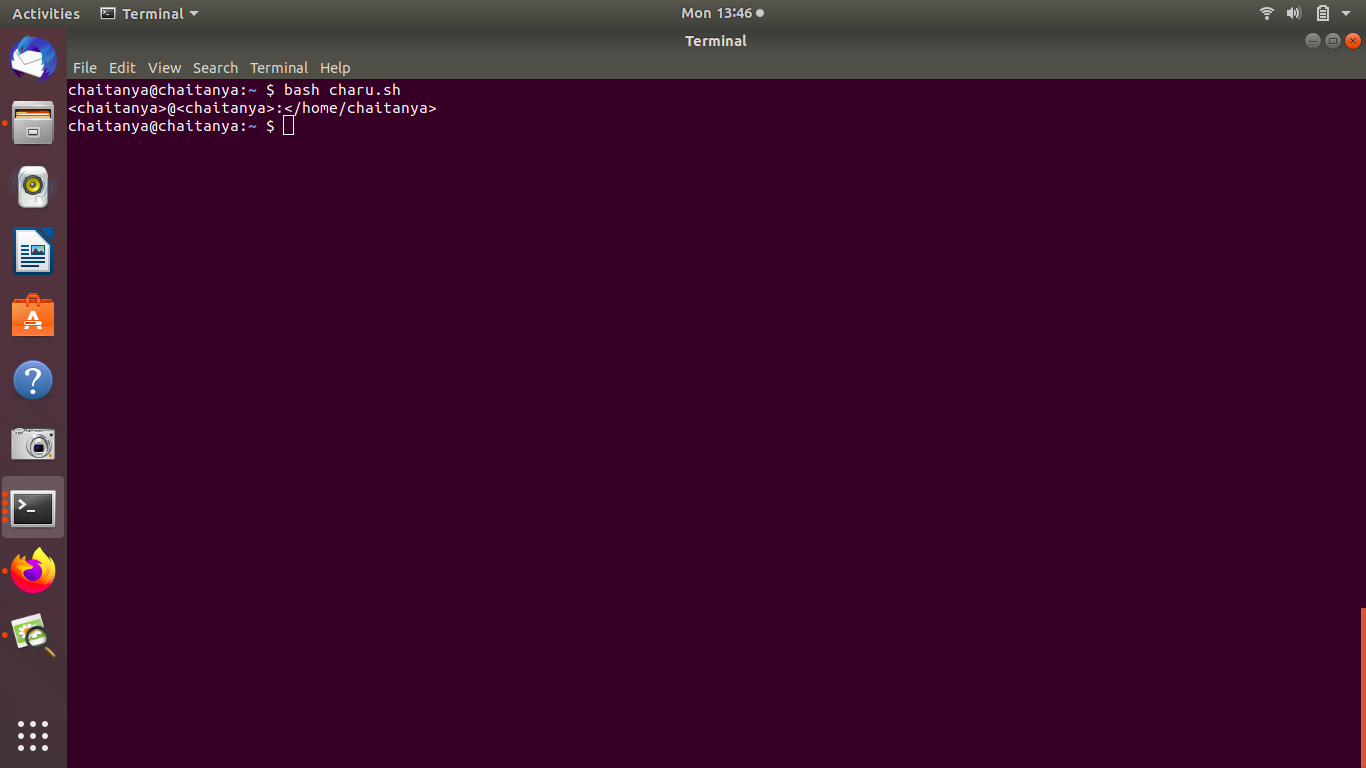 Activities Terminal Mon 13:46
Terminal
File Edit View Search Terminal Help
chaitanya@chaitanya:~ $ bash charu.sh
<chaitanya>@<chaitanya>:</home/chaitanya>
chaitanya@chaitanya:~ $